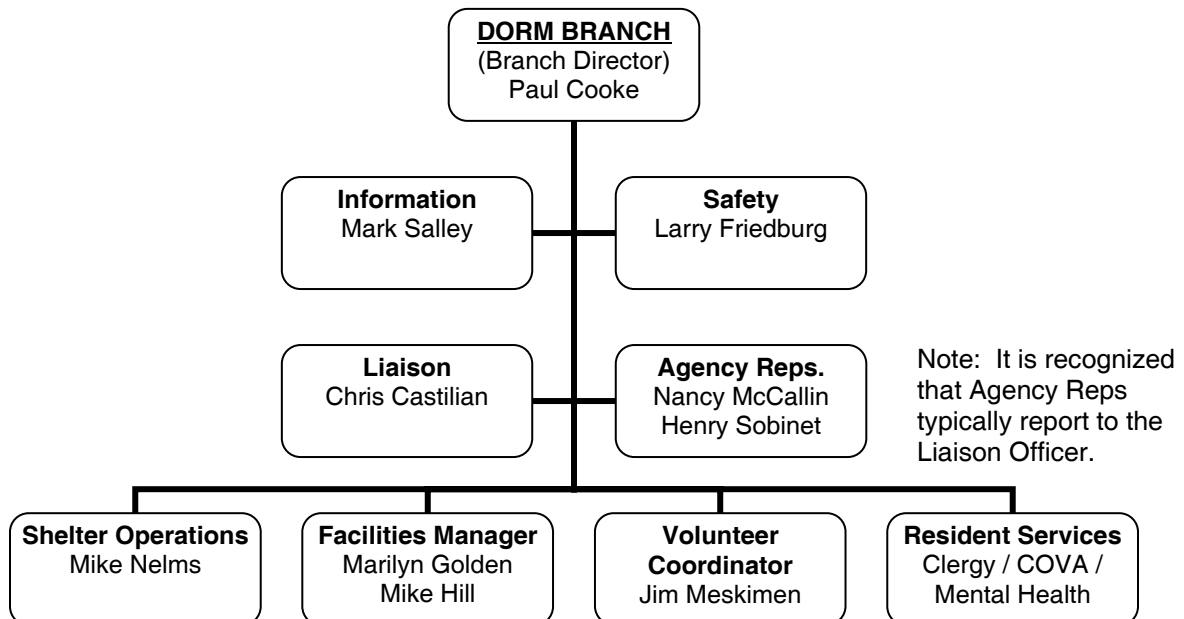 DORM BRANCH
(Branch Director)
Paul Cooke
Information
Mark Salley
Safety
Larry Friedburg
Liaison
Chris Castilian
Agency Reps.
Nancy McCallin
Henry Sobinet
Note:  It is recognized
that Agency Reps
typically report to the
Liaison Officer.
Shelter Operations
Mike Nelms
Facilities Manager
Marilyn Golden
Mike Hill
Volunteer
Coordinator
Jim Meskimen
Resident Services
Clergy / COVA /
Mental Health